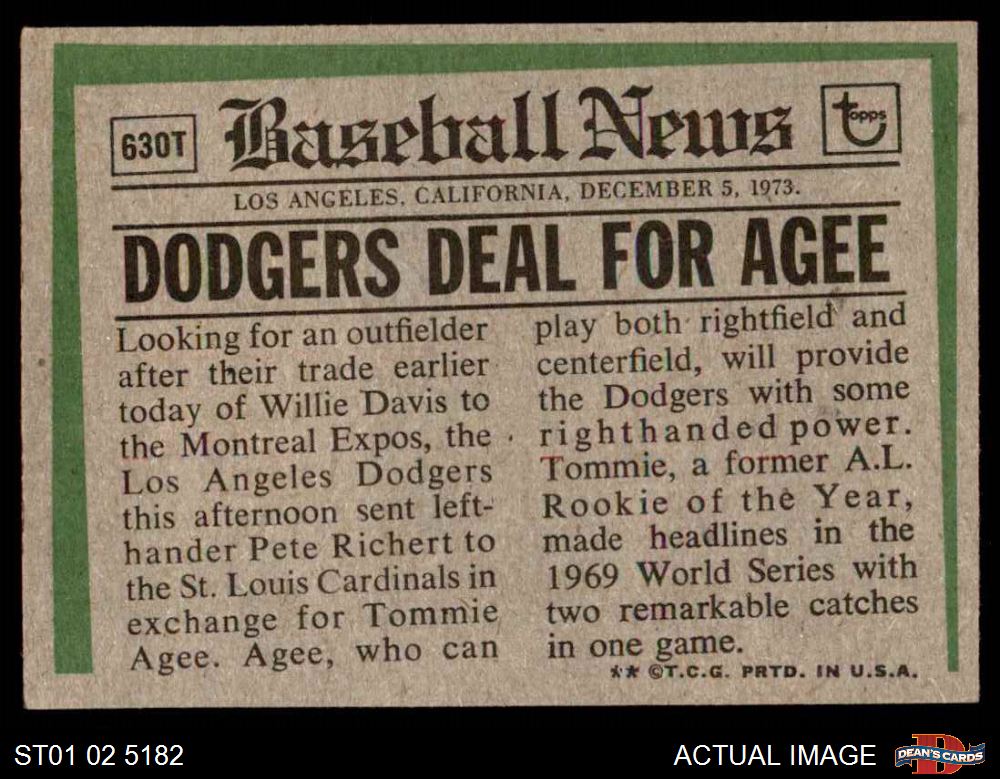 630T
Baseball News
topps
LOS ANGELES, CALIFORNIA, DECEMBER 5, 1973.
DODGERS DEAL FOR AGEE
Looking for an outfielder
after their trade earlier
today of Willie Davis to
the Montreal Expos, the
Los Angeles Dodgers
this afternoon sent left-
hander Pete Richert to
the St. Louis Cardinals in
exchange for Tommie
Agee. Agee, who can
play both rightfield and
centerfield, will provide
the Dodgers with some
righthanded power.
Tommie, a former A.L.
Rookie of the Year,
made headlines in the
1969 World Series with
two remarkable catches
in one game.
** ©T.C.G. PRTD. IN U.S.A.
ST01 02 5182
ACTUAL IMAGE
D
DEAN'S CARDS